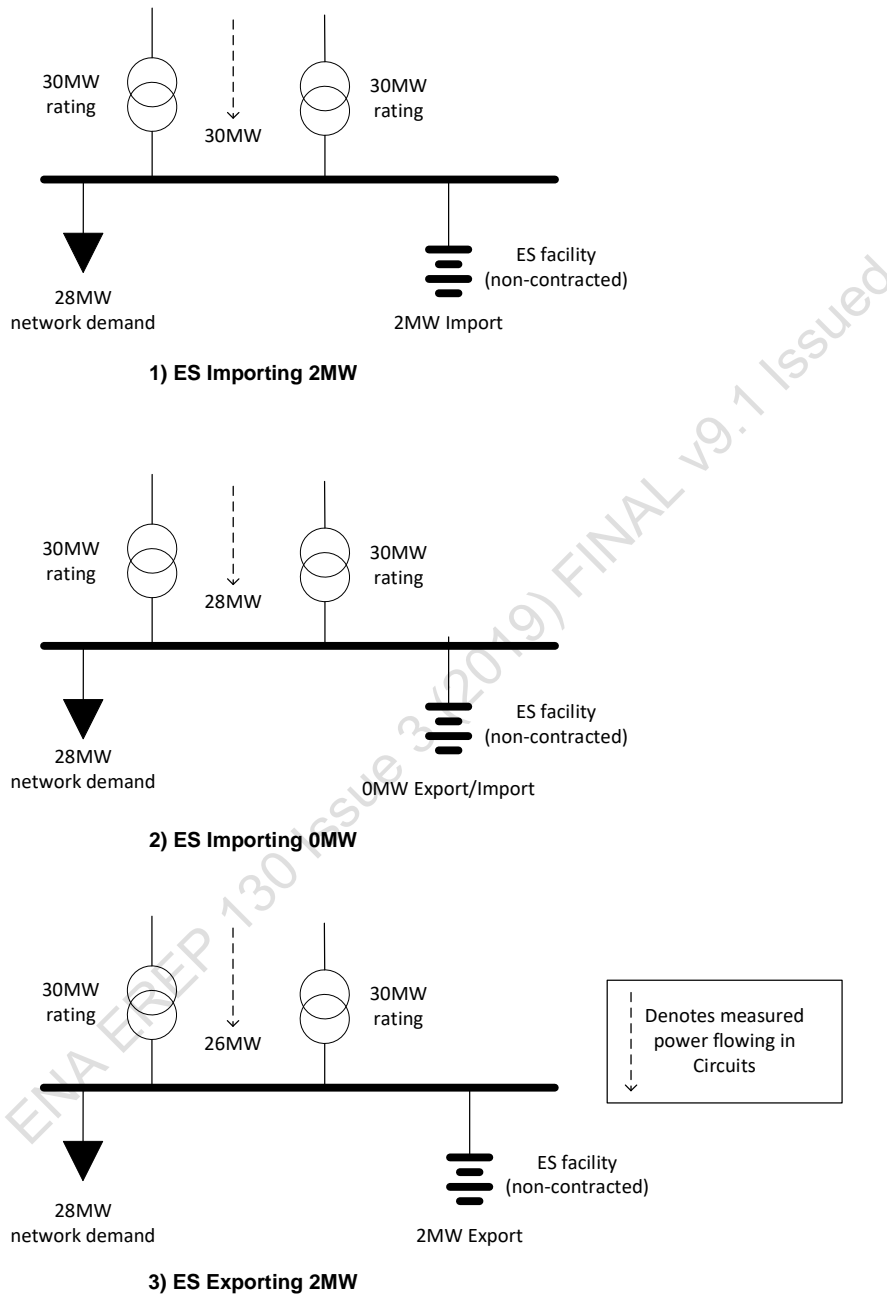 30MW
rating
30MW
rating
30MW
28MW
network demand
ES facility
(non-contracted)
2MW Import
1) ES Importing 2MW
30MW
rating
30MW
rating
28MW
28MW
network demand
ES facility
(non-contracted)
0MW Export/Import
2) ES Importing 0MW
30MW
rating
30MW
rating
26MW
Denotes measured
power flowing in
Circuits
28MW
network demand
ES facility
(non-contracted)
2MW Export
3) ES Exporting 2MW
ENA EREP 130 Issue 3 (2019) FINAL v9.1 Issued